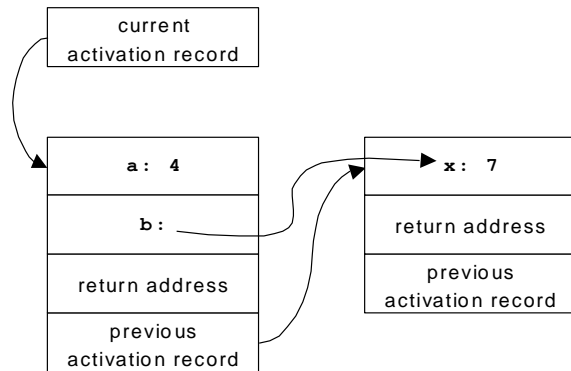 current
activation record
a: 4
b:
return address
previous
activation record
x: 7
return address
previous
activation record